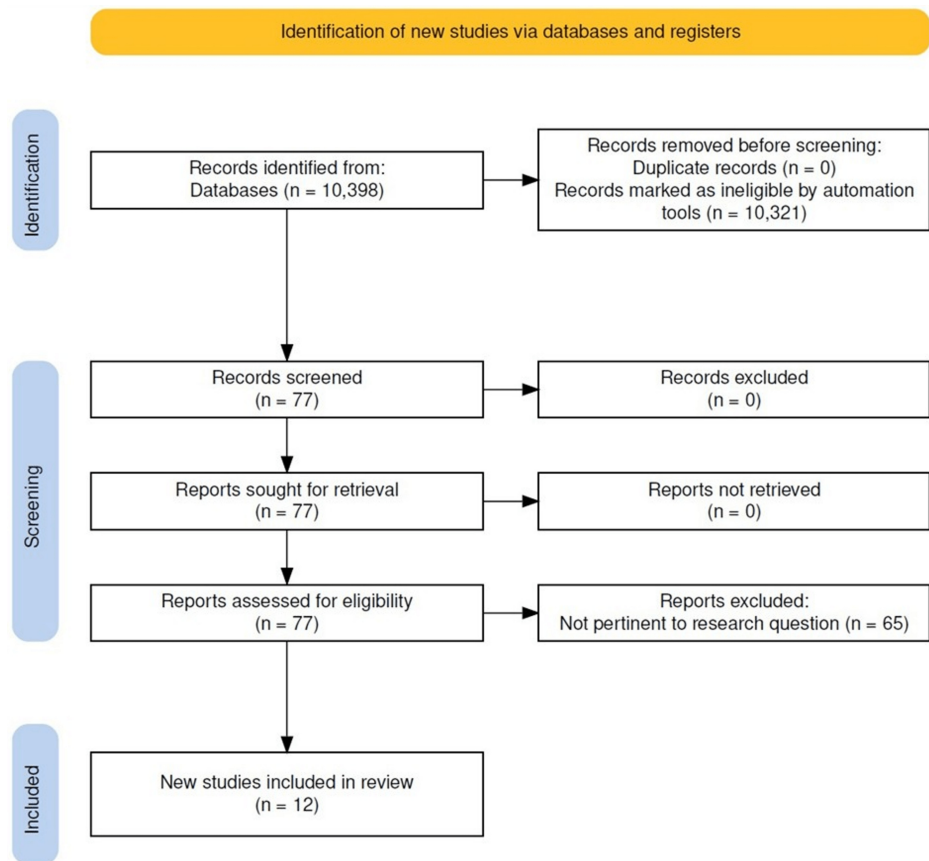 Identification of new studies via databases and registers
Identification
Records identified from:
Databases (n = 10,398)
Records removed before screening:
Duplicate records (n = 0)
Records marked as ineligible by automation
tools (n = 10,321)
Screening
Records screened
(n = 77)
Records excluded
(n = 0)
Reports sought for retrieval
(n = 77)
Reports not retrieved
(n = 0)
Reports assessed for eligibility
(n = 77)
Reports excluded:
Not pertinent to research question (n = 65)
Included
New studies included in review
(n = 12)